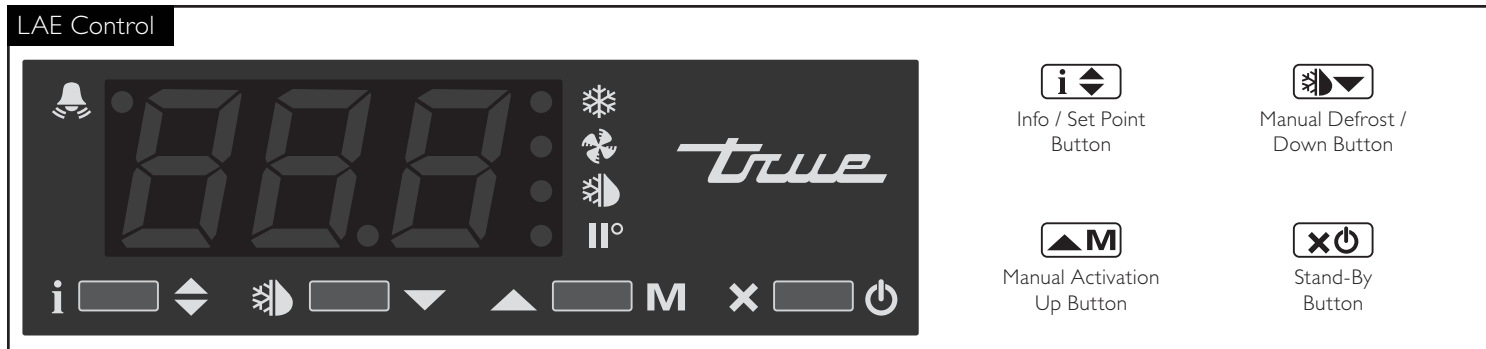 LAE Control
88.8
true
II°
i
M
i
Info / Set Point
Button
Manual Defrost /
Down Button
M
Manual Activation
Up Button
Stand-By
Button